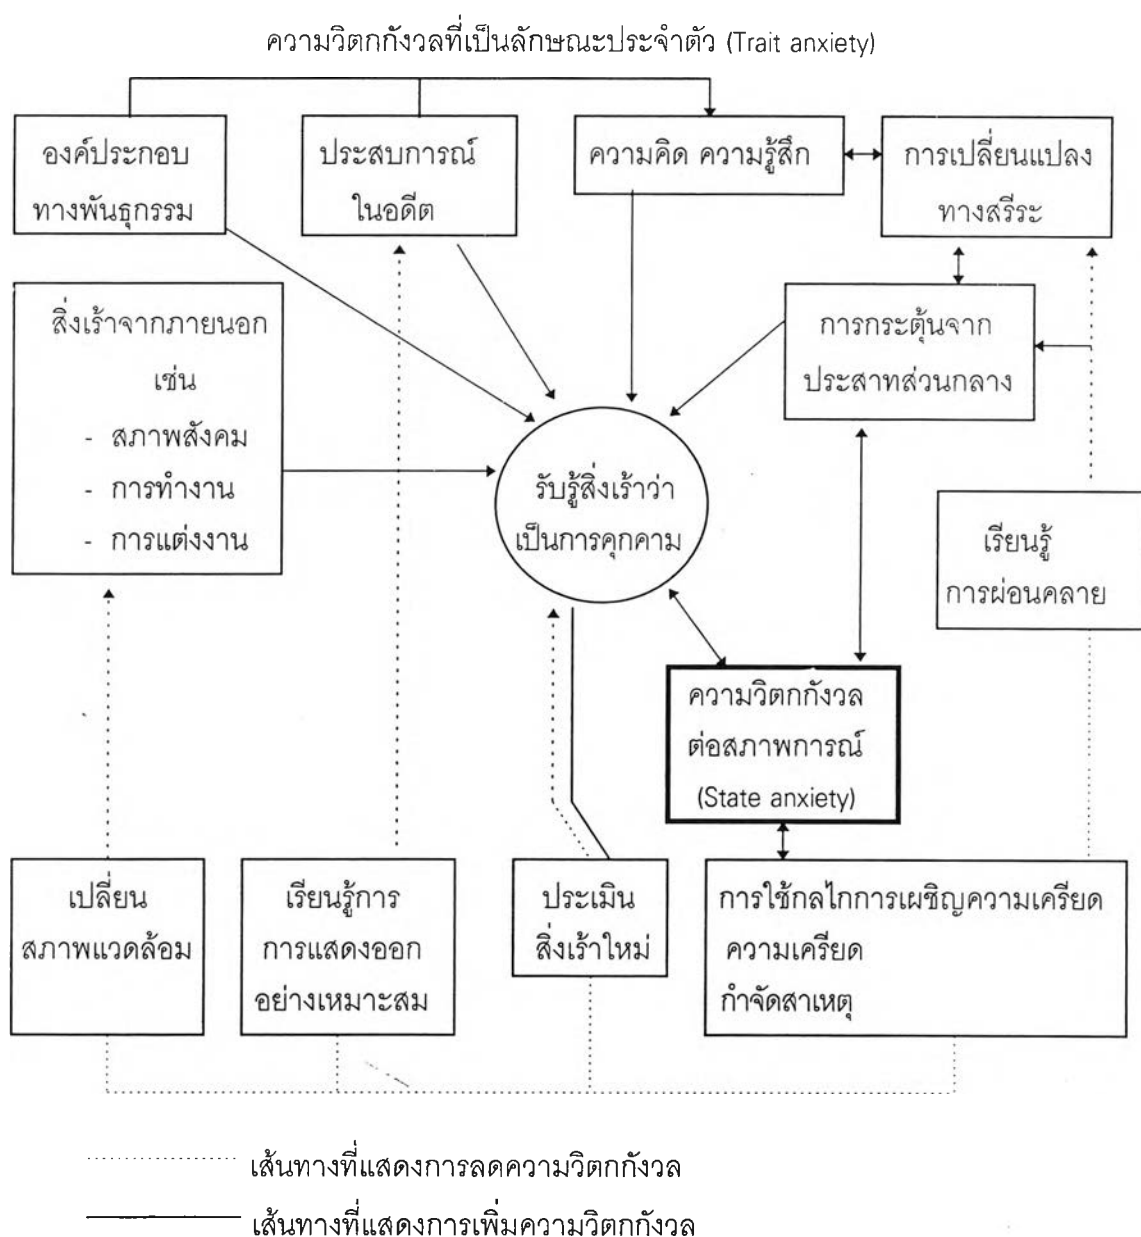 ความวิตกกังวลที่เป็นลักษณะประจำตัว (Trait anxiety)
องค์ประกอบ
ทางพันธุกรรม
ประสบการณ์
ในอดีต
ความคิด ความรู้สึก
การเปลี่ยนแปลง
ทางสรีระ
สิ่งเร้าจากภายนอก
เช่น
- สภาพสังคม
- การทำงาน
- การแต่งงาน
การกระตุ้นจาก
ประสาทส่วนกลาง
รับรู้สิ่งเร้าว่า
เป็นการคุกคาม
เรียนรู้
การผ่อนคลาย
ความวิตกกังวล
ต่อสภาพการณ์
(State anxiety)
เปลี่ยน
สภาพแวดล้อม
เรียนรู้การ
การแสดงออก
อย่างเหมาะสม
ประเมิน
สิ่งเร้าใหม่
การใช้กลไกการเผชิญความเครียด
ความเครียด
กำจัดสาเหตุ
เส้นทางที่แสดงการลดความวิตกกังวล
เส้นทางที่แสดงการเพิ่มความวิตกกังวล